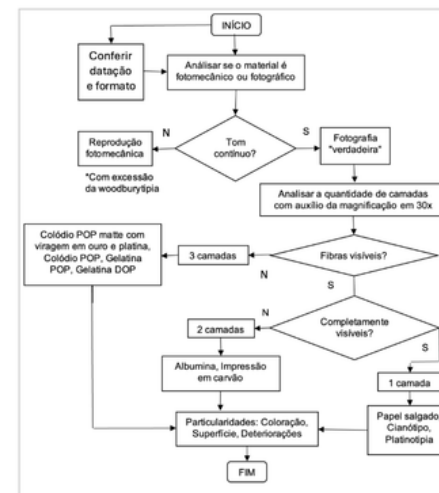 INÍCIO
Conferir
datação
e formato
Análisar se o material é
fotomecânico ou fotográfico
N
S
Reprodução
fotomecânica
Tom
contínuo?
Fotografia
"verdadeira"
*Com excessão
da woodburytipia
Analisar a quantidade de camadas
com auxílio da magnificação em 30x
Colódio POP matte com
viragem em ouro e platina,
Colódio POP, Gelatina
POP, Gelatina DOP
3 camadas
Fibras visíveis?
N
S
N
2 camadas
Completamente
visíveis?
S
Albumina, Impressão
em carvão
1 camada
Particularidades: Coloração,
Superfície, Deteriorações
Papel salgado,
Cianótipo,
Platinotipia
FIM